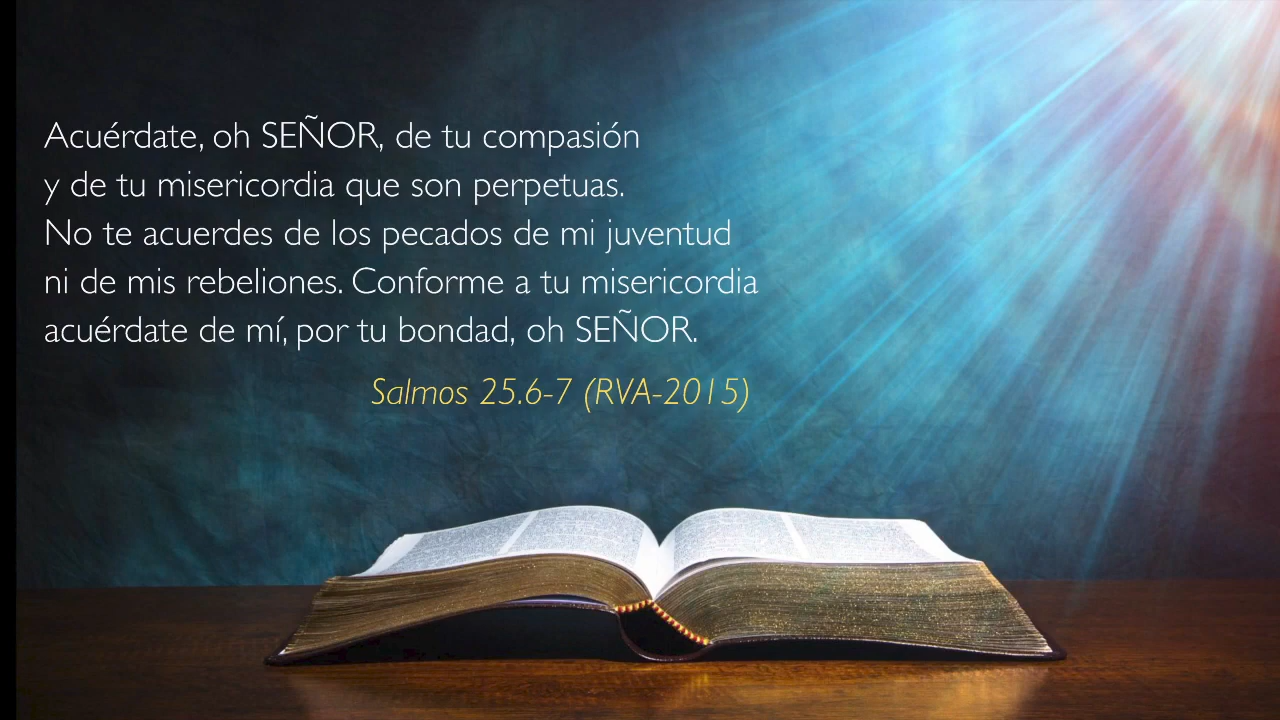 Acuérdate, oh SEÑOR, de tu compasión
y de tu misericordia que son perpetuas.
No te acuerdes de los pecados de mi juventud
ni de mis rebeliones. Conforme a tu misericordia
acuérdate de mí, por tu bondad, oh SEÑOR.
Salmos 25.6-7 (RVA-2015)